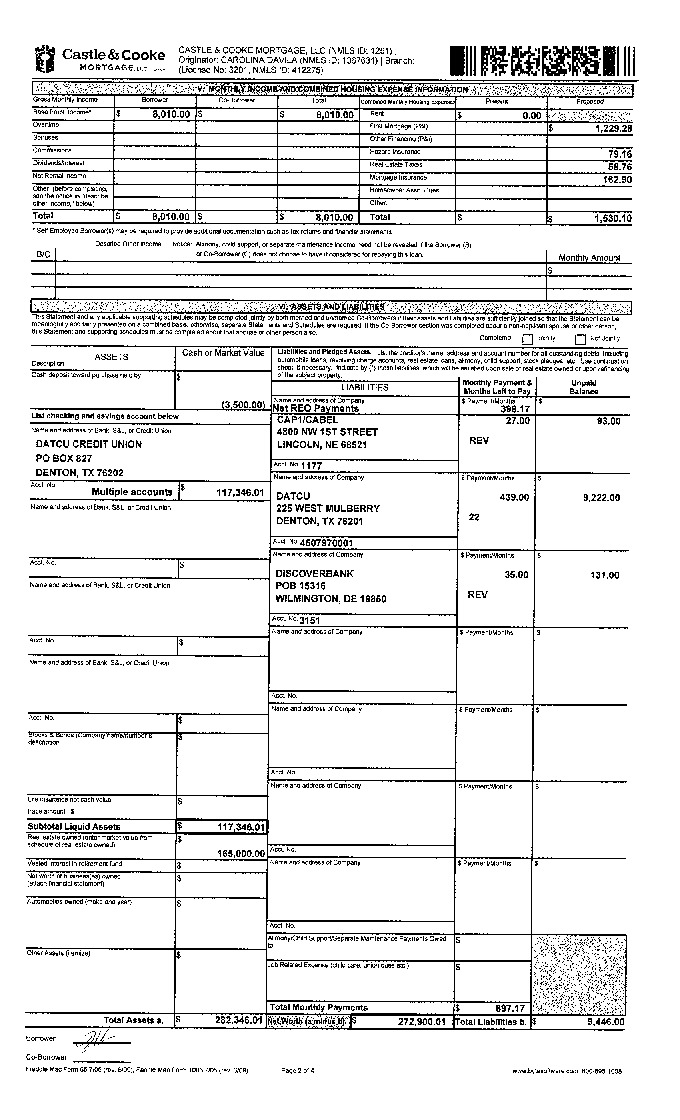 Castle & Cooke
MORTGAGE, LLC
CASTLE & COOKE MORTGAGE, LLC (NMLS ID: 1251)
Originator: CAROLINA DAVILA (NMLS ID: 1387631) | Branch:
(License No: 3201, NMLS ID: 412275)
V. MONTHLY INCOME AND COMBINED HOUSING EXPENSE INFORMATION
Gross Monthly Income Borrower Co-Borrower Total Combined Monthly Housing Expense Present Proposed
Base Empl. Income* $ 8,010.00 $ $ 8,010.00 Rent $ 0.00
Overtime First Mortgage (P&I) $ 1,229.28
Bonuses Other Financing (P&I)
Commissions Hazard Insurance 79.16
Dividends/Interest Real Estate Taxes 58.76
Net Rental Income Mortgage Insurance 162.90
Other (before completing, see the notice in "describe other income," below) Homeowner Assn. Dues
Other:
Total $ 8,010.00 $ $ 8,010.00 Total $ $ 1,530.10
* Self Employed Borrower(s) may be required to provide additional documentation such as tax returns and financial statements.
Describe Other Income Notice: Alimony, child support, or separate maintenance income need not be revealed if the Borrower (B)
or Co-Borrower (C) does not choose to have it considered for repaying this loan.
B/C Monthly Amount
$
VI. ASSETS AND LIABILITIES
This Statement and any applicable supporting schedules may be completed jointly by both married and unmarried Co-Borrowers if their assets and liabilities are sufficiently joined so that the Statement can be
meaningfully and fairly presented on a combined basis; otherwise, separate Statements and Schedules are required. If the Co-Borrower section was completed about a non-applicant spouse or other person,
this Statement and supporting schedules must be completed about that spouse or other person also.
Completed Jointly Not Jointly
ASSETS
Description
Cash or Market Value
Cash deposit toward purchase held by $
(3,500.00)
List checking and savings account below
Name and address of Bank, S&L, or Credit Union
DATCU CREDIT UNION
PO BOX 827
DENTON, TX 76202
Acct. No. Multiple accounts $ 117,346.01
Name and address of Bank, S&L, or Credit Union
Acct. No. $
Name and address of Bank, S&L, or Credit Union
Acct. No. $
Name and address of Bank, S&L, or Credit Union
Acct. No. $
Stocks & Bonds (Company name/number & description) $
Life insurance net cash value $
Face amount: $
Subtotal Liquid Assets $ 117,346.01
Real estate owned (enter market value from schedule of real estate owned) $ 165,000.00
Vested interest in retirement fund $
Net worth of business(es) owned (attach financial statement) $
Automobiles owned (make and year) $
Other Assets (itemize) $
Total Assets a. $ 282,346.01
Liabilities and Pledged Assets. List the creditor's name, address and account number for all outstanding debts, including
automobile loans, revolving charge accounts, real estate loans, alimony, child support, stock pledges, etc. Use continuation
sheet, if necessary. Indicate by (*) those liabilities, which will be satisfied upon sale of real estate owned or upon refinancing
of the subject property.
LIABILITIES
Monthly Payment & Months Left to Pay
Unpaid Balance
Name and address of Company $ Payment/Months $
Net REO Payments 396.17
CAP1/CABEL 27.00 93.00
4800 NW 1ST STREET
LINCOLN, NE 68521
REV
Acct. No. 1177
Name and address of Company $ Payment/Months $
DATCU 439.00 9,222.00
225 WEST MULBERRY
DENTON, TX 76201
22
Acct. No. 4507870001
Name and address of Company $ Payment/Months $
DISCOVERBANK 35.00 131.00
POB 15316
WILMINGTON, DE 19850
REV
Acct. No. 3151
Name and address of Company $ Payment/Months $
Acct. No.
Name and address of Company $ Payment/Months $
Acct. No.
Name and address of Company $ Payment/Months $
Acct. No.
Name and address of Company $ Payment/Months $
Acct. No.
Alimony/Child Support/Separate Maintenance Payments Owed to: $
Job Related Expense (child care, union dues etc.) $
Total Monthly Payments $ 897.17
Net Worth (a minus b) $ 272,900.01 Total Liabilities b. $ 9,446.00
Borrower
Co-Borrower
Freddie Mac Form 65 7/05 (rev. 6/09), Fannie Mae Form 1003 7/05 (rev. 6/09)
Page 2 of 4